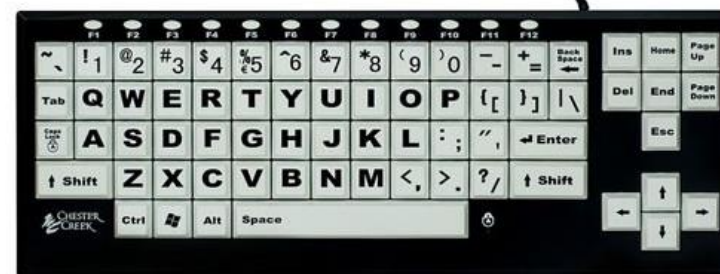 F1 F2 F3 F4 F5 F6 F7 F8 F9 F10 F11 F12
~ ` ! 1 @ 2 # 3 $ 4 % € 5 ^ 6 & 7 * 8 ( 9 ) 0 _ - + = Back Space Ins Home Page Up
Tab Q W E R T Y U I O P { [ } ] | \ Del End Page Down
Caps Lock A S D F G H J K L : ; " ' Enter Esc
Shift Z X C V B N M < , > . ? / Shift
CHESTER CREEK Ctrl Alt Space